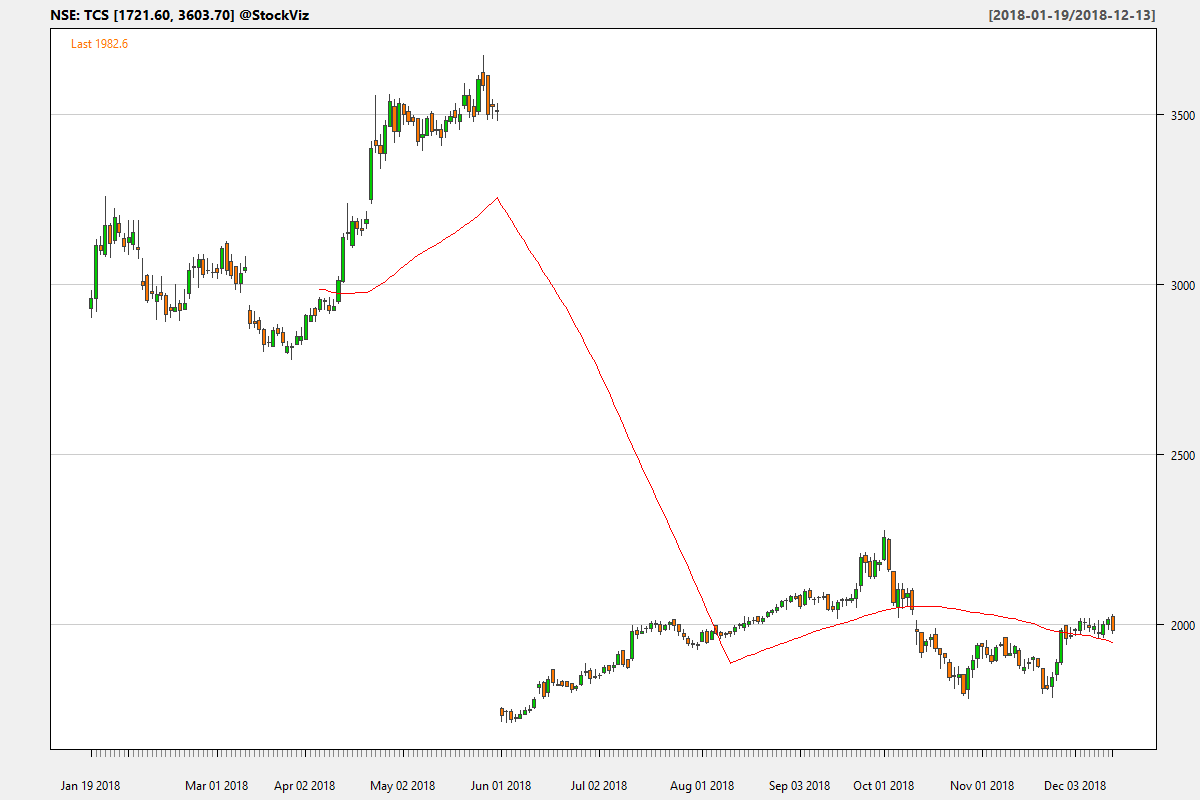 NSE: TCS [1721.60, 3603.70] @StockViz
[2018-01-19/2018-12-13]
Last 1982.6
3500
3000
2500
2000
Jan 19 2018 Mar 01 2018 Apr 02 2018 May 02 2018 Jun 01 2018 Jul 02 2018 Aug 01 2018 Sep 03 2018 Oct 01 2018 Nov 01 2018 Dec 03 2018